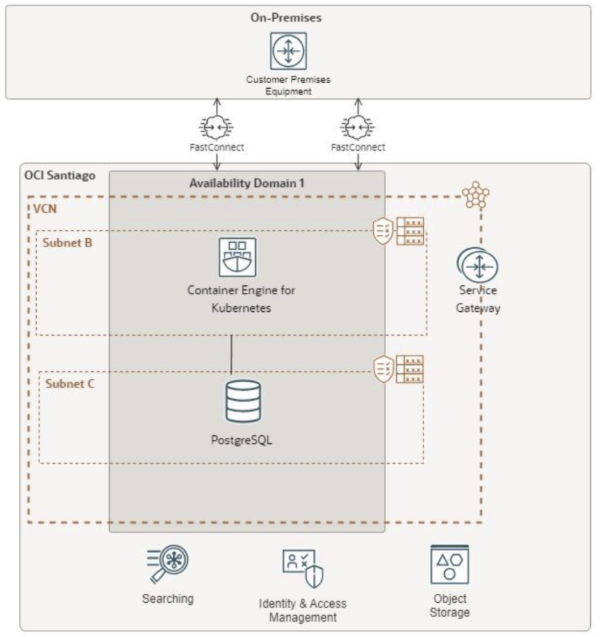 On-Premises
Customer Premises
Equipment
FastConnect
FastConnect
OCI Santiago
Availability Domain 1
VCN
Subnet B
Container Engine for
Kubernetes
Service
Gateway
Subnet C
PostgreSQL
Searching
Identity & Access
Management
Object
Storage